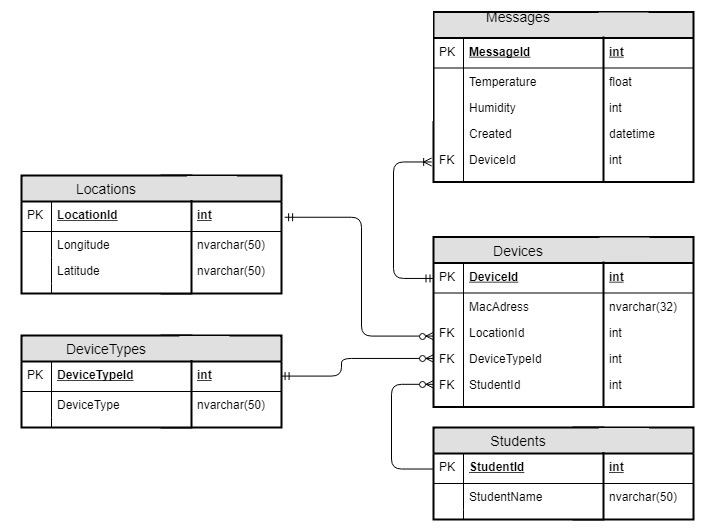 Messages
PK MessageId int
Temperature float
Humidity int
Created datetime
FK DeviceId int
Locations
PK LocationId int
Longitude nvarchar(50)
Latitude nvarchar(50)
Devices
PK DeviceId int
MacAdress nvarchar(32)
FK LocationId int
FK DeviceTypeId int
FK StudentId int
DeviceTypes
PK DeviceTypeId int
DeviceType nvarchar(50)
Students
PK StudentId int
StudentName nvarchar(50)